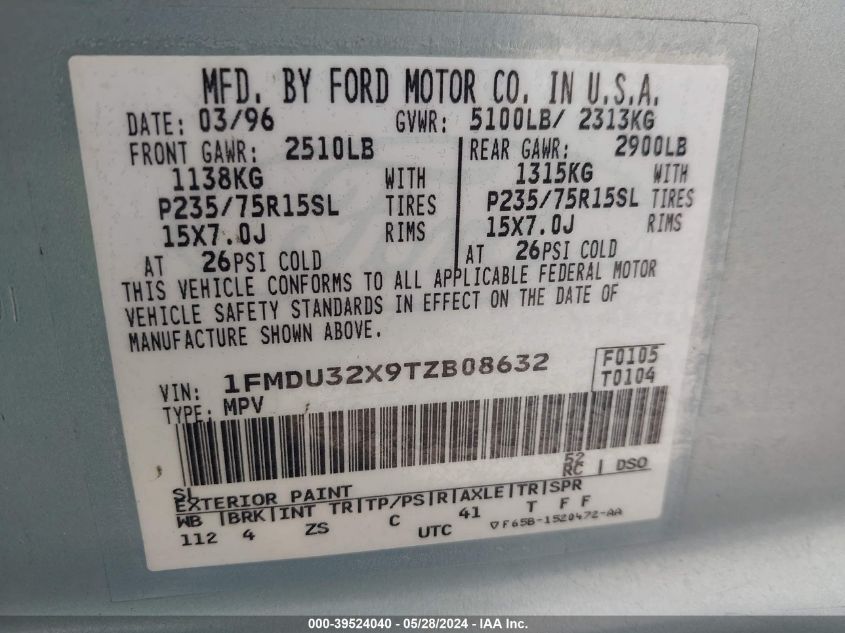 MFD. BY FORD MOTOR CO. IN U.S.A.
DATE: 03/96 GVWR: 5100LB/ 2313KG
FRONT GAWR: 2510LB REAR GAWR: 2900LB
1138KG WITH 1315KG WITH
P235/75R15SL TIRES P235/75R15SL TIRES
15X7.0J RIMS 15X7.0J RIMS
AT 26PSI COLD AT 26PSI COLD
THIS VEHICLE CONFORMS TO ALL APPLICABLE FEDERAL MOTOR
VEHICLE SAFETY STANDARDS IN EFFECT ON THE DATE OF
MANUFACTURE SHOWN ABOVE.
VIN: 1FMDU32X9TZB08632 F0105
TYPE: MPV T0104
SL 52
EXTERIOR PAINT RC | DSO
WB |BRK|INT TR|TP/PS|R|AXLE|TR|SPR
112 4 ZS C 41 T F F
UTC ▽F65B-1520472-AA
000-39524040 • 05/28/2024 - IAA Inc.